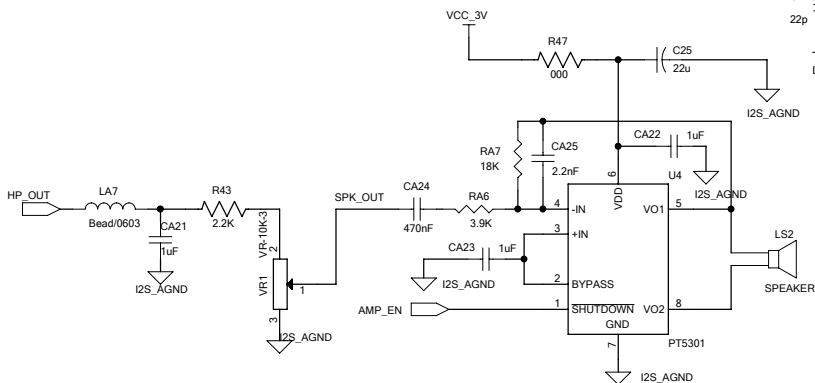 VCC_3V
22p
R47
000
C25
22u
D
I2S_AGND
RA7
18K
CA25
2.2nF
CA22
1uF
6
U4
I2S_AGND
HP_OUT
LA7
Bead/0603
R43
2.2K
CA21
1uF
I2S_AGND
VR-10K-3
2
VR1
1
3
I2S_AGND
SPK_OUT
CA24
470nF
RA6
3.9K
4
-IN
VDD
VO1
5
3
+IN
CA23
1uF
I2S_AGND
2
BYPASS
LS2
SPEAKER
AMP_EN
1
SHUTDOWN
VO2
8
GND
7
PT5301
I2S_AGND